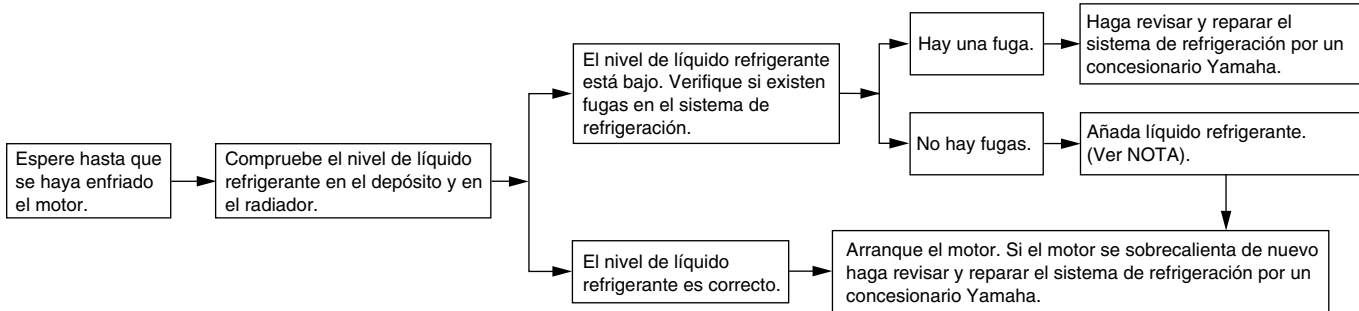 Espere hasta que
se haya enfriado
el motor.
Compruebe el nivel de líquido
refrigerante en el depósito y en
el radiador.
El nivel de líquido refrigerante
está bajo. Verifique si existen
fugas en el sistema de
refrigeración.
Hay una fuga.
Haga revisar y reparar el
sistema de refrigeración por un
concesionario Yamaha.
No hay fugas.
Añada líquido refrigerante.
(Ver NOTA).
El nivel de líquido
refrigerante es correcto.
Arranque el motor. Si el motor se sobrecalienta de nuevo
haga revisar y reparar el sistema de refrigeración por un
concesionario Yamaha.